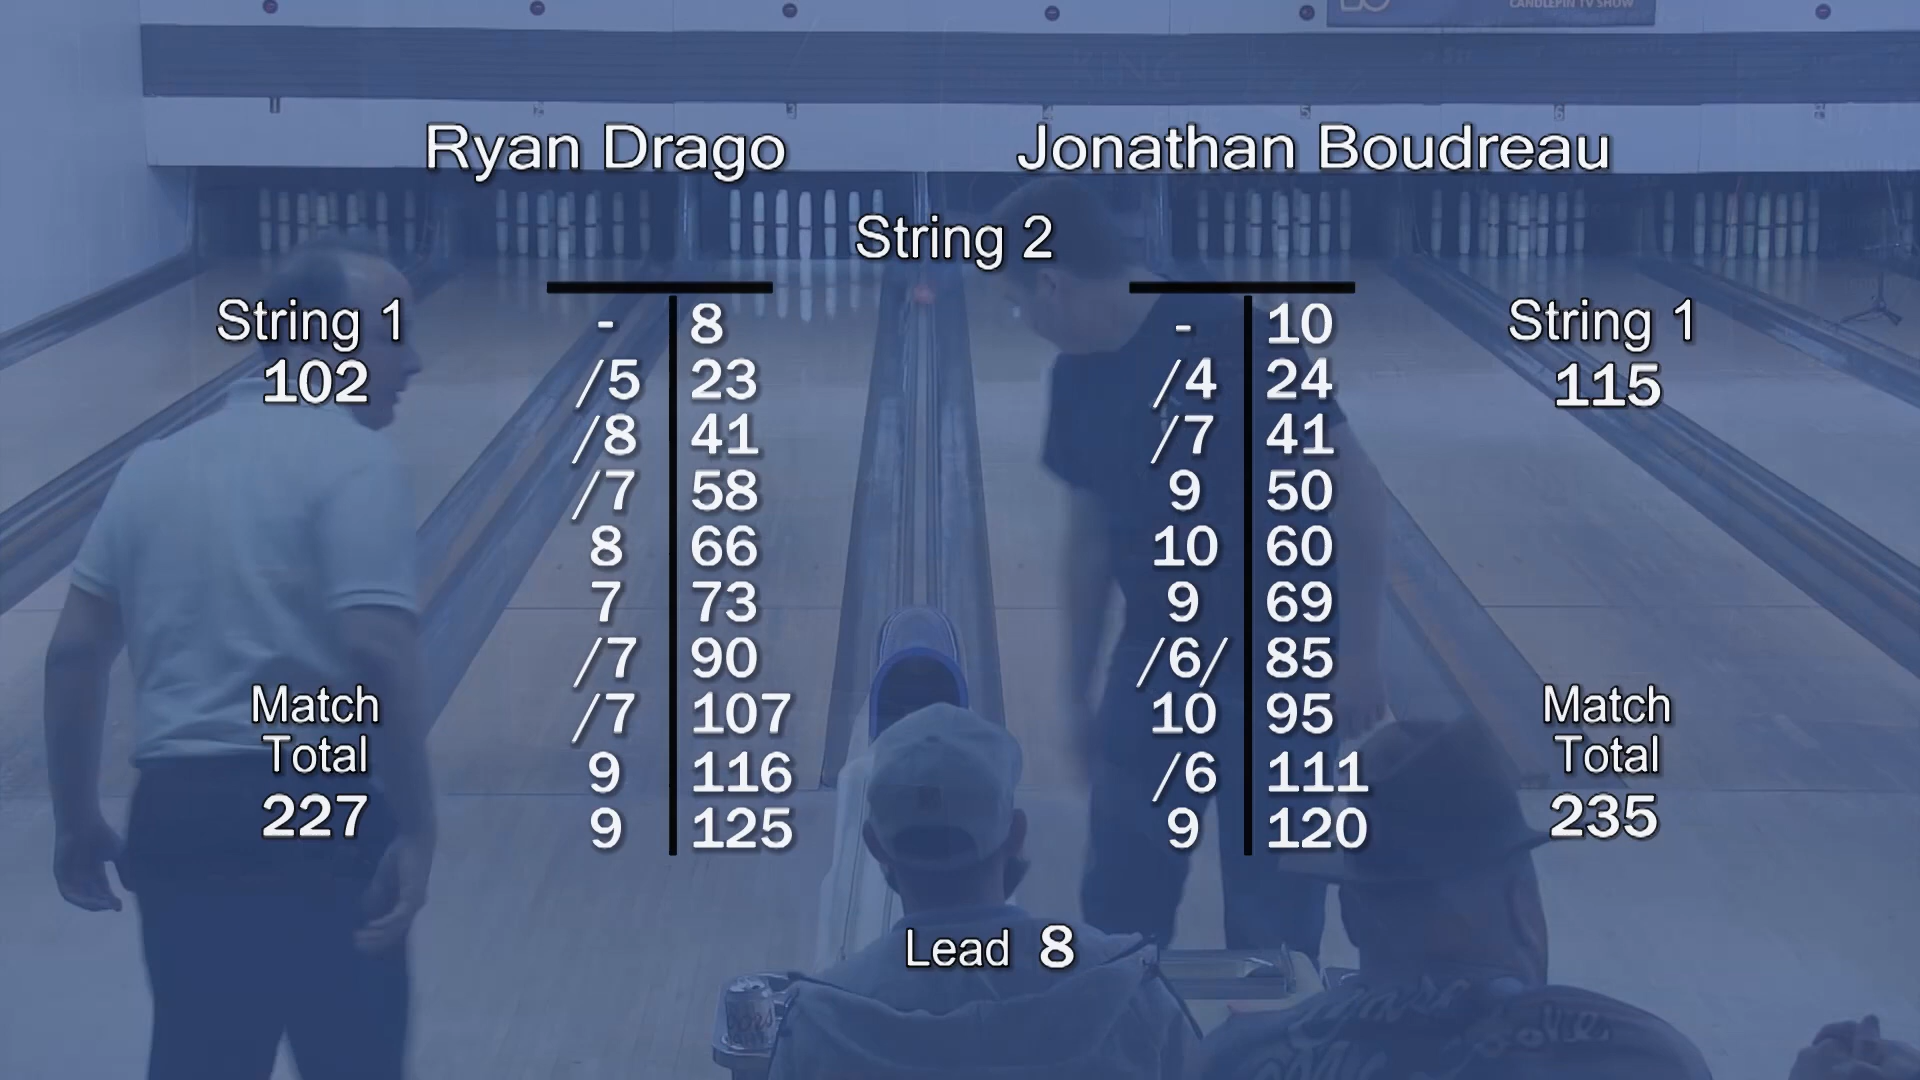 CANDLEPIN TV SHOW
Ryan Drago
Jonathan Boudreau
String 2
String 1
102
- 8
/5 23
/8 41
/7 58
8 66
7 73
/7 90
/7 107
9 116
9 125
Match
Total
227
- 10
/4 24
/7 41
9 50
10 60
9 69
/6/ 85
10 95
/6 111
9 120
String 1
115
Match
Total
235
Lead 8